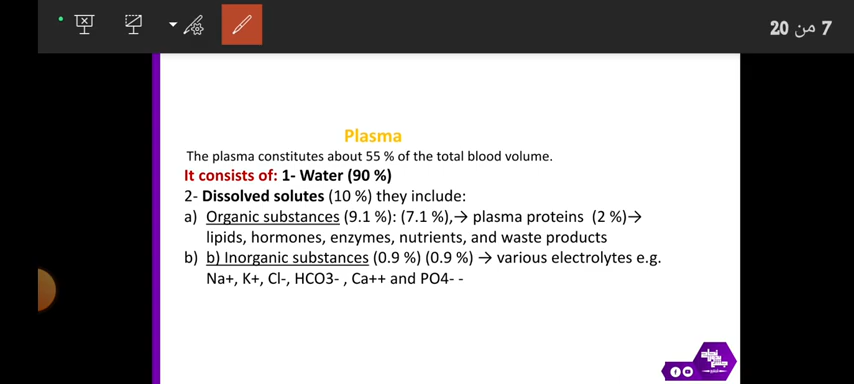 7 من 20
Plasma
The plasma constitutes about 55 % of the total blood volume.
It consists of: 1- Water (90 %)
2- Dissolved solutes (10 %) they include:
a) Organic substances (9.1 %): (7.1 %),→ plasma proteins (2 %)→
lipids, hormones, enzymes, nutrients, and waste products
b) b) Inorganic substances (0.9 %) (0.9 %) → various electrolytes e.g.
Na+, K+, Cl-, HCO3- , Ca++ and PO4- -